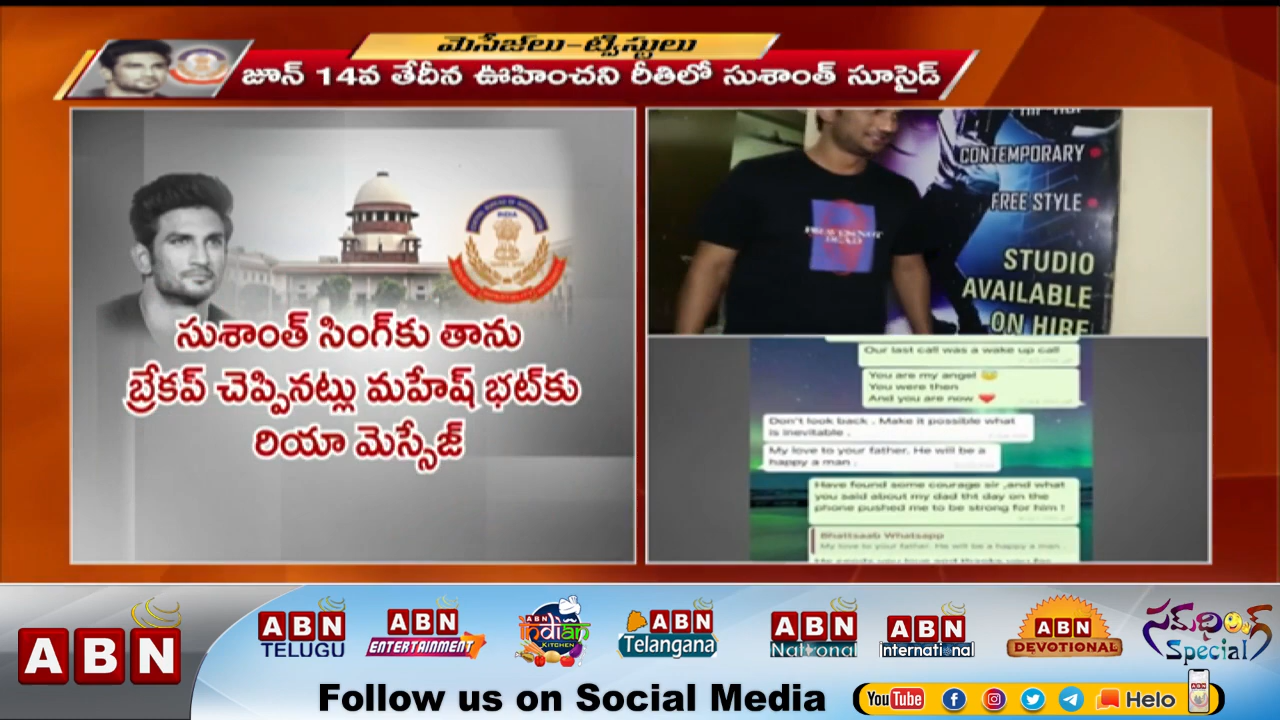 మెసేజ్‌లు-ట్విస్టులు
జూన్ 14వ తేదీన ఊహించని రీతిలో సుశాంత్ సూసైడ్
INDIA
సుశాంత్ సింగ్‌కు తాను
బ్రేకప్ చెప్పినట్లు మహేష్ భట్‌కు
రియా మెస్సేజ్
CONTEMPORARY
FREE STYLE
STUDIO
AVAILABLE
ON HIRE
DEAD
Our last call was a wake up call
You are my angel
You were then
And you are now
Don't look back . Make it possible what
is inevitable .
My love to your father. He will be a
happy a man .
Have found some courage sir ,and what
you said about my dad tht day on the
phone pushed me to be strong for him !
Bhattsaab Whatsapp
My love to your father. He will be a happy a man .
ABN
ABN TELUGU
ABN ENTERTAINMENT
ABN Indian KITCHEN
ABN Telangana
ABN National
ABN International
ABN DEVOTIONAL
Special
Follow us on Social Media
YouTube
Helo